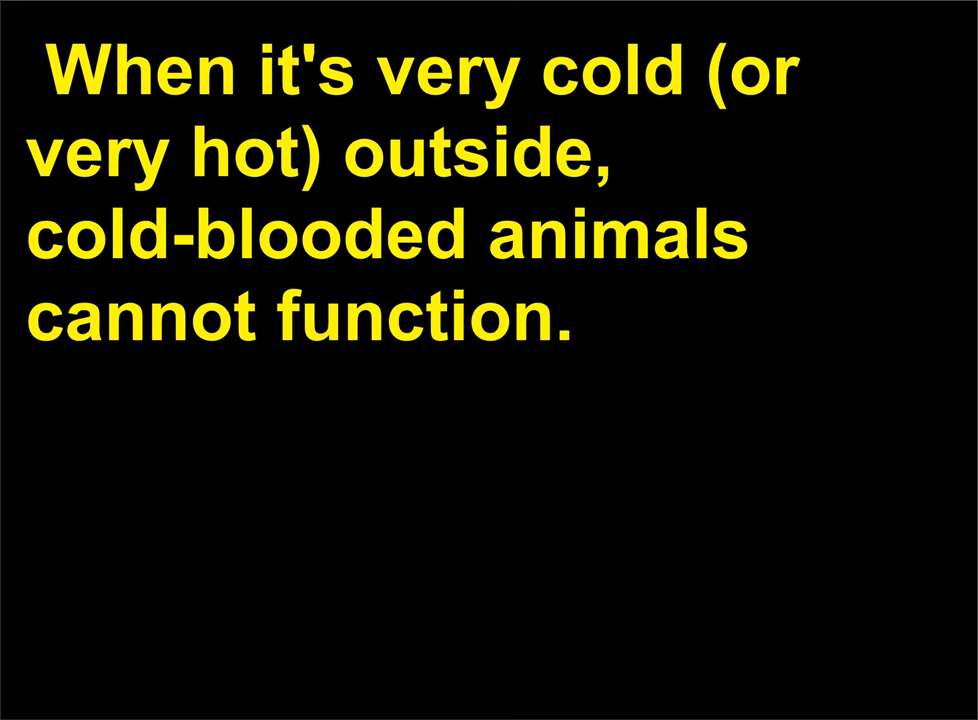 When it's very cold (or
very hot) outside,
cold-blooded animals
cannot function.